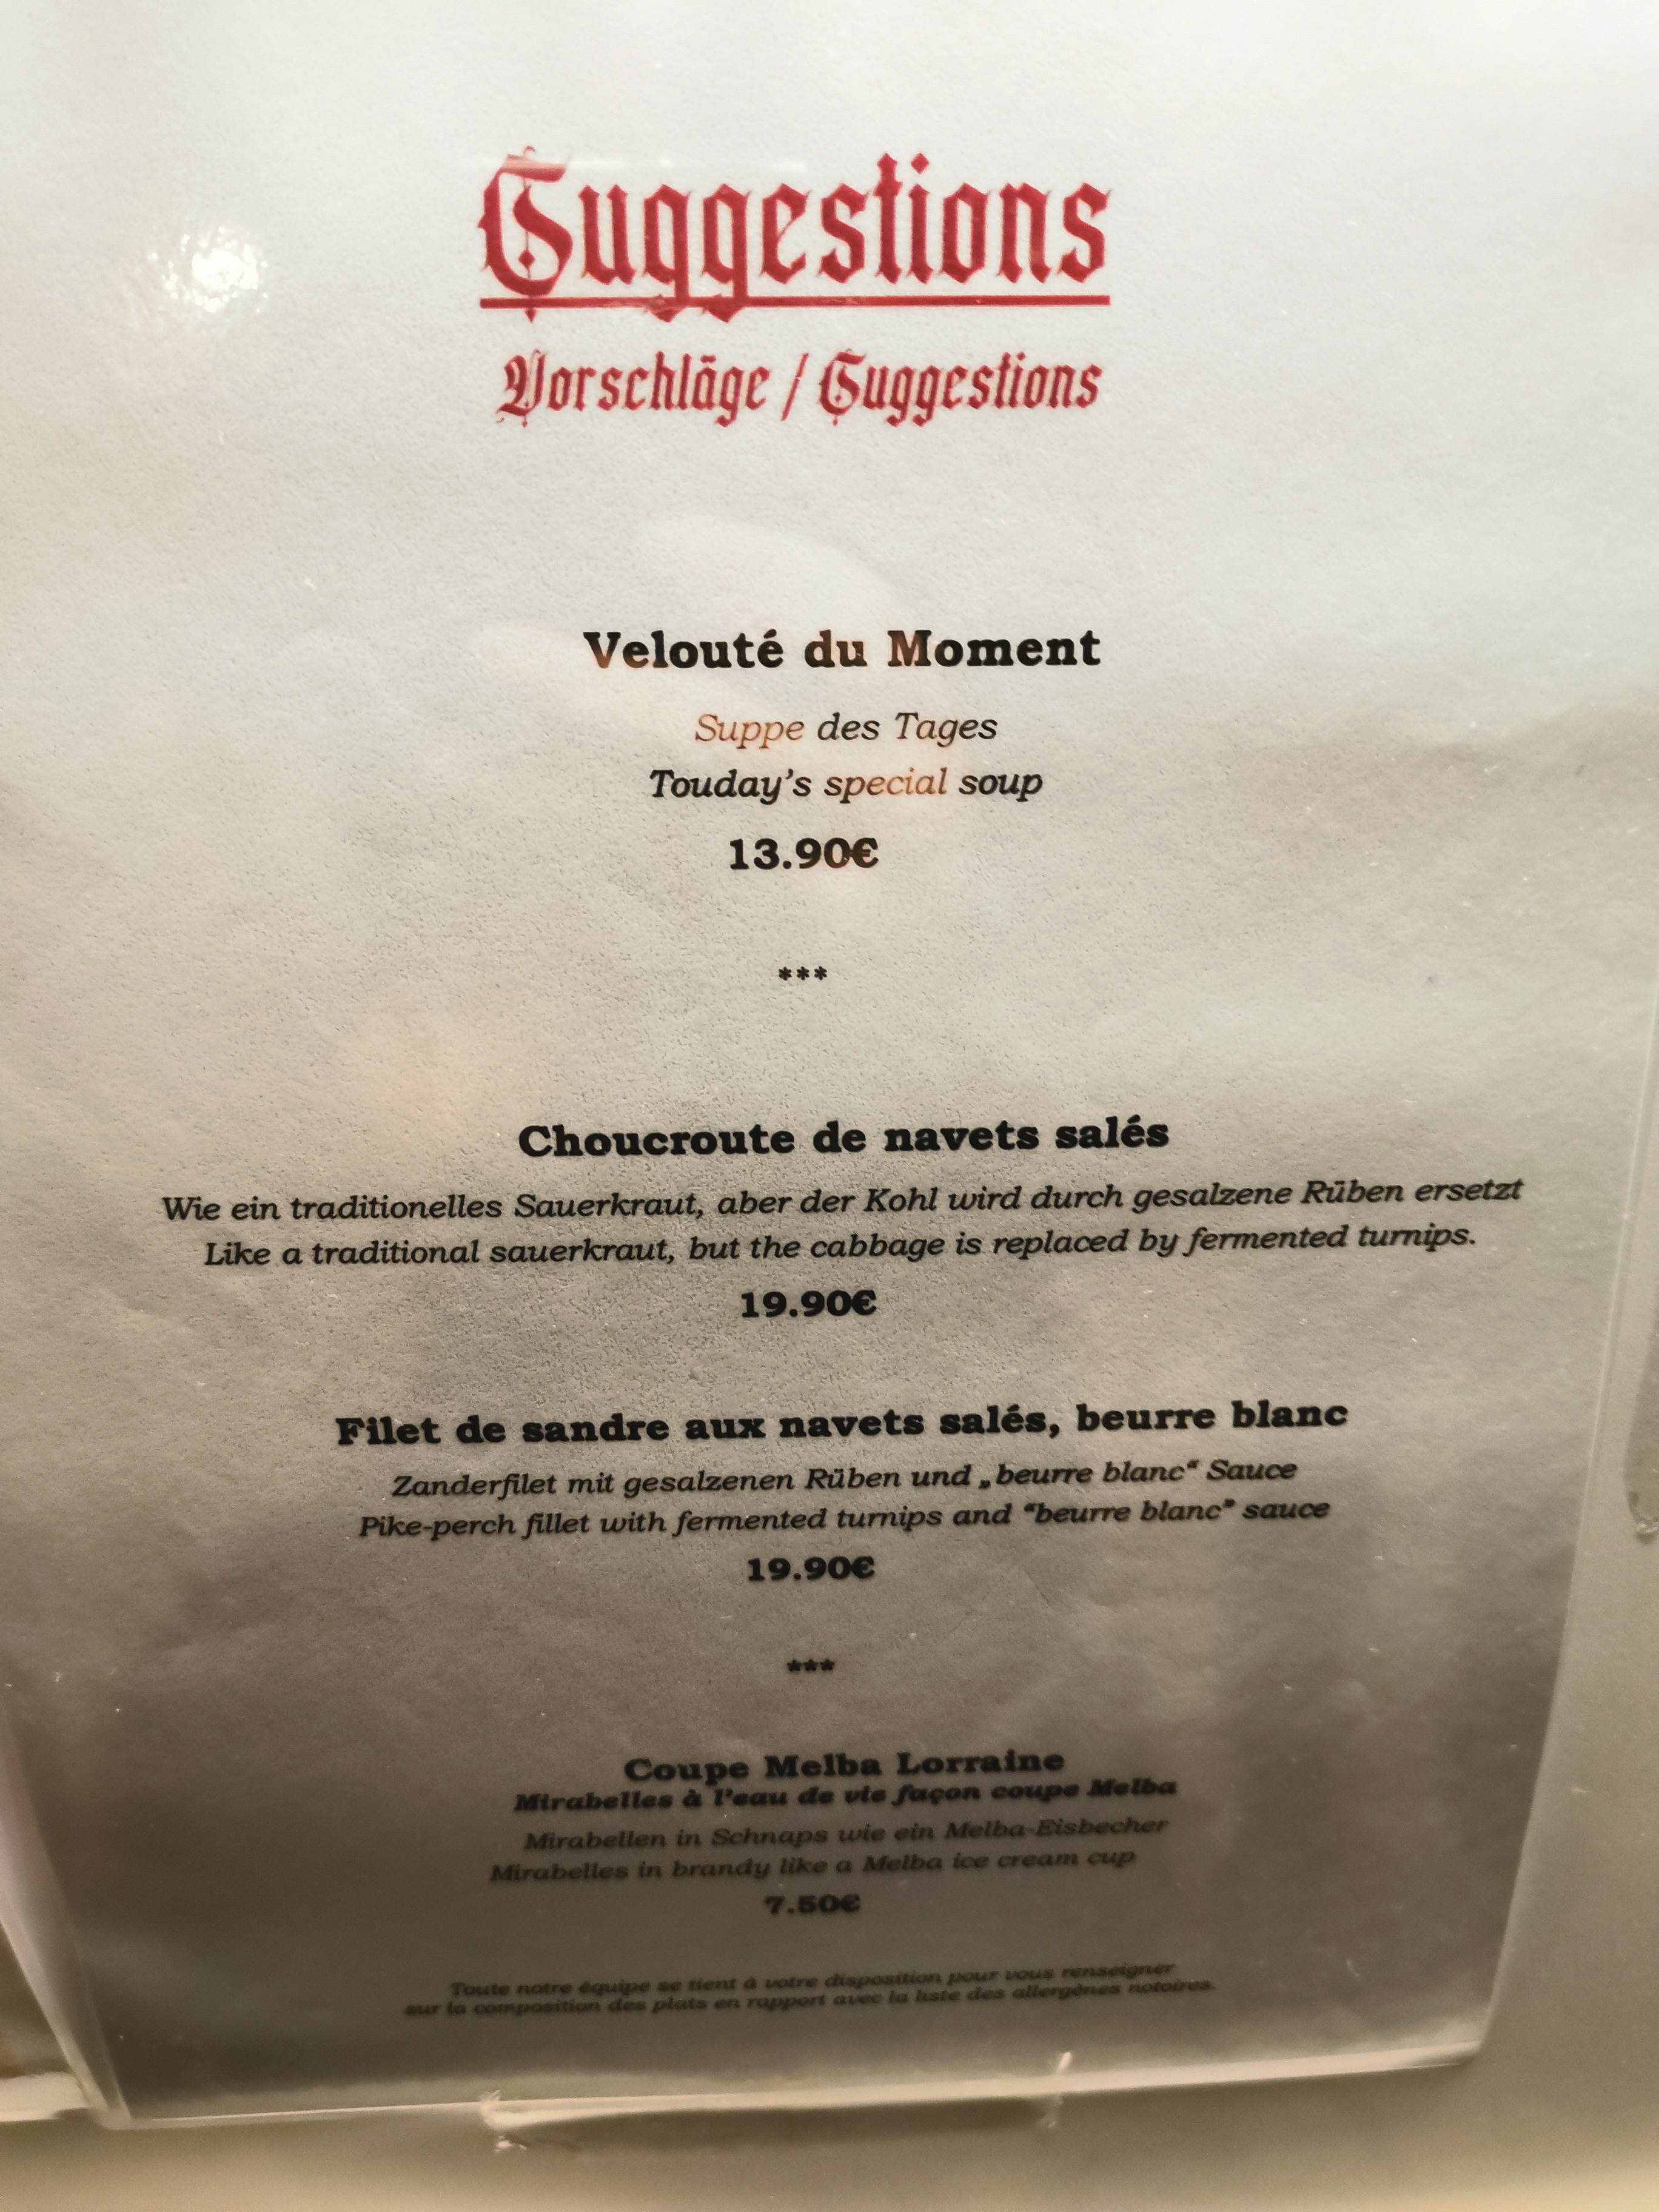 Suggestions
Vorschläge / Suggestions
Velouté du Moment
Suppe des Tages
Touday's special soup
13.90€
***
Choucroute de navets salés
Wie ein traditionelles Sauerkraut, aber der Kohl wird durch gesalzene Rüben ersetzt
Like a traditional sauerkraut, but the cabbage is replaced by fermented turnips.
19.90€
Filet de sandre aux navets salés, beurre blanc
Zanderfilet mit gesalzenen Rüben und „beurre blanc“ Sauce
Pike-perch fillet with fermented turnips and “beurre blanc” sauce
19.90€
***
Coupe Melba Lorraine
Mirabelles à l'eau de vie façon coupe Melba
Mirabellen in Schnaps wie ein Melba-Eisbecher
Mirabelles in brandy like a Melba ice cream cup
7.50€
Toute notre équipe se tient à votre disposition pour vous renseigner
sur la composition des plats en rapport avec la liste des allergènes notoires.